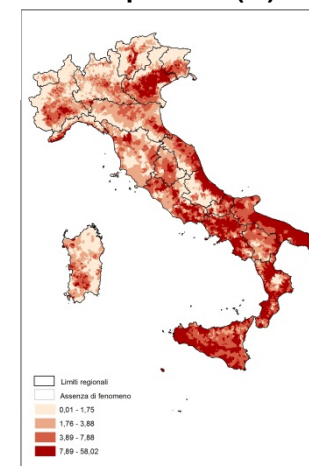 Limiti regionali
Assenza di fenomeno
0,01 - 1,75
1,76 - 3,88
3,89 - 7,88
7,89 - 58,02